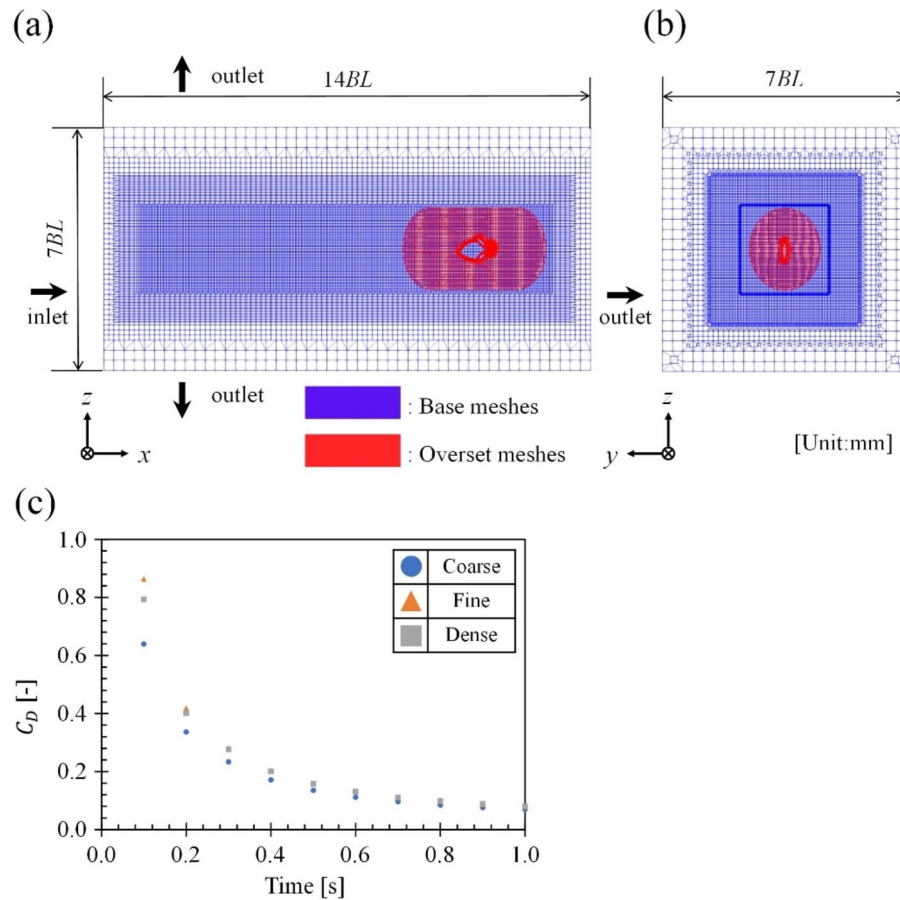 (a)
(b)
outlet
14BL
7BL
7BL
inlet
outlet
outlet
z
x
: Base meshes
: Overset meshes
z
y
[Unit:mm]
(c)
1.0
0.8
0.6
0.4
0.2
0.0
C_D [-]
Coarse
Fine
Dense
0.0 0.2 0.4 0.6 0.8 1.0
Time [s]